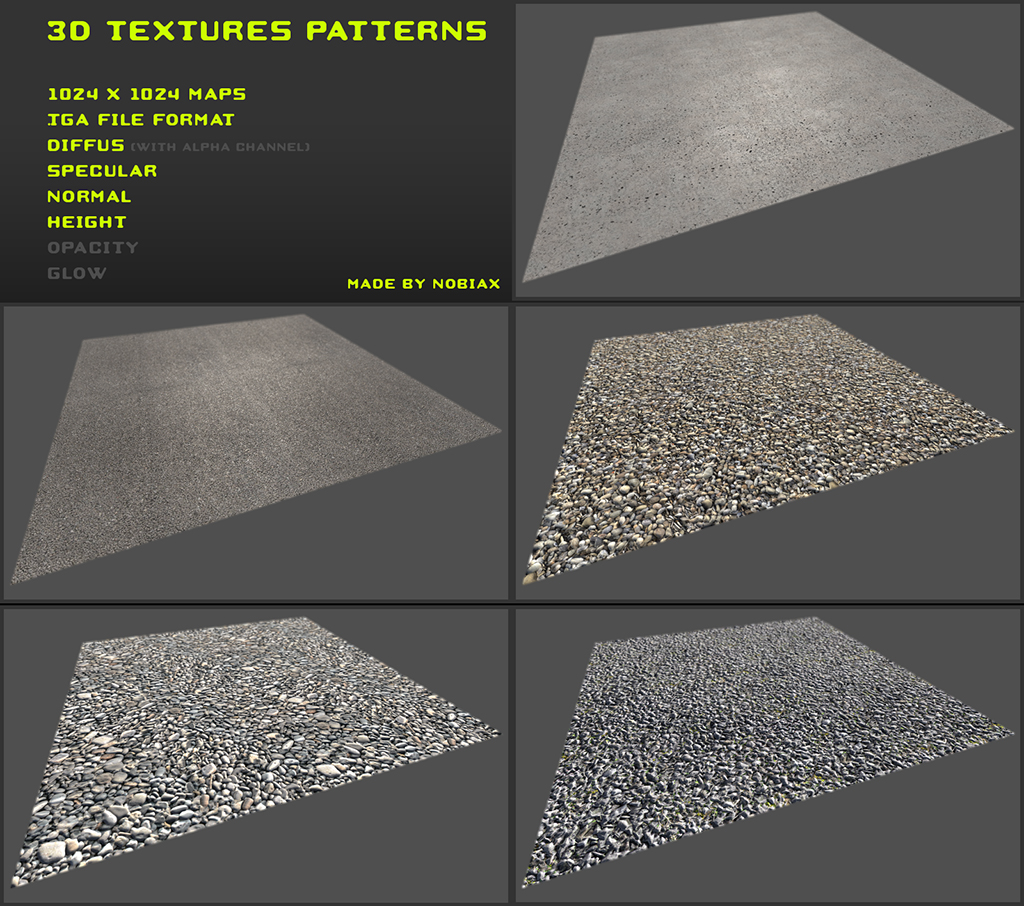 3D TEXTURES PATTERNS
1024 X 1024 MAPS
TGA FILE FORMAT
DIFFUS (WITH ALPHA CHANNEL)
SPECULAR
NORMAL
HEIGHT
OPACITY
GLOW
MADE BY NOBIAX